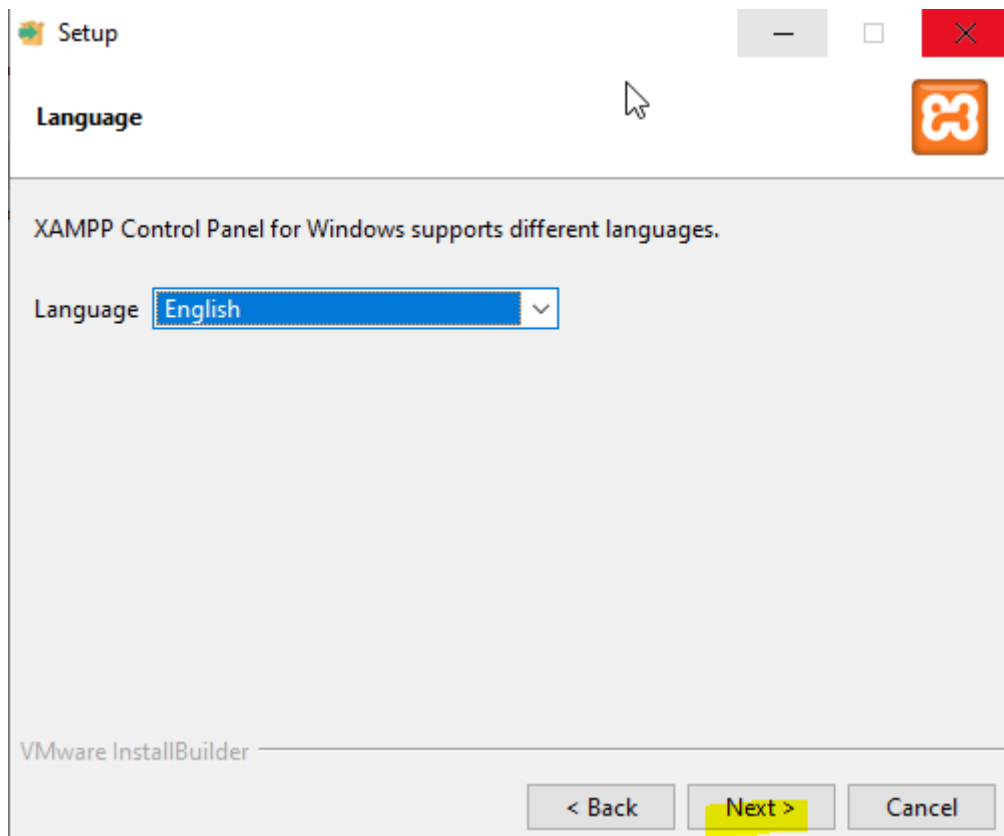 Setup
Language
XAMPP Control Panel for Windows supports different languages.
Language English
VMware InstallBuilder
< Back Next > Cancel